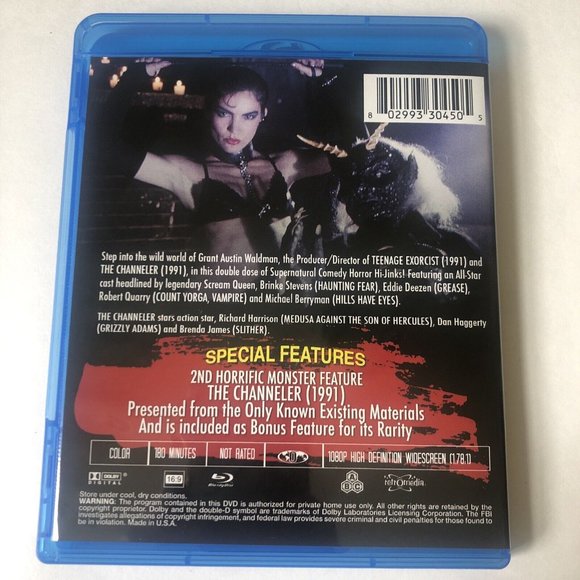 8 02993 30450 5
Step into the wild world of Grant Austin Waldman, the Producer/Director of TEENAGE EXORCIST (1991) and
THE CHANNELER (1991), in this double dose of Supernatural Comedy Horror Hi-Jinks! Featuring an All-Star
cast headlined by legendary Scream Queen, Brinke Stevens (HAUNTING FEAR), Eddie Deezen (GREASE),
Robert Quarry (COUNT YORGA, VAMPIRE) and Michael Berryman (HILLS HAVE EYES).
THE CHANNELER stars action star, Richard Harrison (MEDUSA AGAINST THE SON OF HERCULES), Dan Haggerty
(GRIZZLY ADAMS) and Brenda James (SLITHER).
SPECIAL FEATURES
2ND HORRIFIC MONSTER FEATURE
THE CHANNELER (1991)
Presented from the Only Known Existing Materials
And is included as Bonus Feature for its Rarity
COLOR 180 MINUTES NOT RATED 1080P HIGH DEFINITION WIDESCREEN (1.78:1)
DOLBY DIGITAL 16:9 Blu-ray Disc retromedia
Store under cool, dry conditions.
WARNING: The program contained in this DVD is authorized for private home use only. All other rights are retained by
copyright proprietor. Dolby and the double-D symbol are trademarks of Dolby Laboratories Licensing Corporation. The FBI
investigates allegations of copyright infringement, and federal law provides severe criminal and civil penalties for those found to
be in violation. Made in U.S.A.